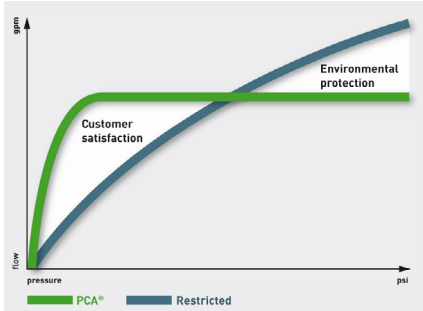 gpm
Environmental
protection
Customer
satisfaction
flow
pressure
psi
PCA®
Restricted